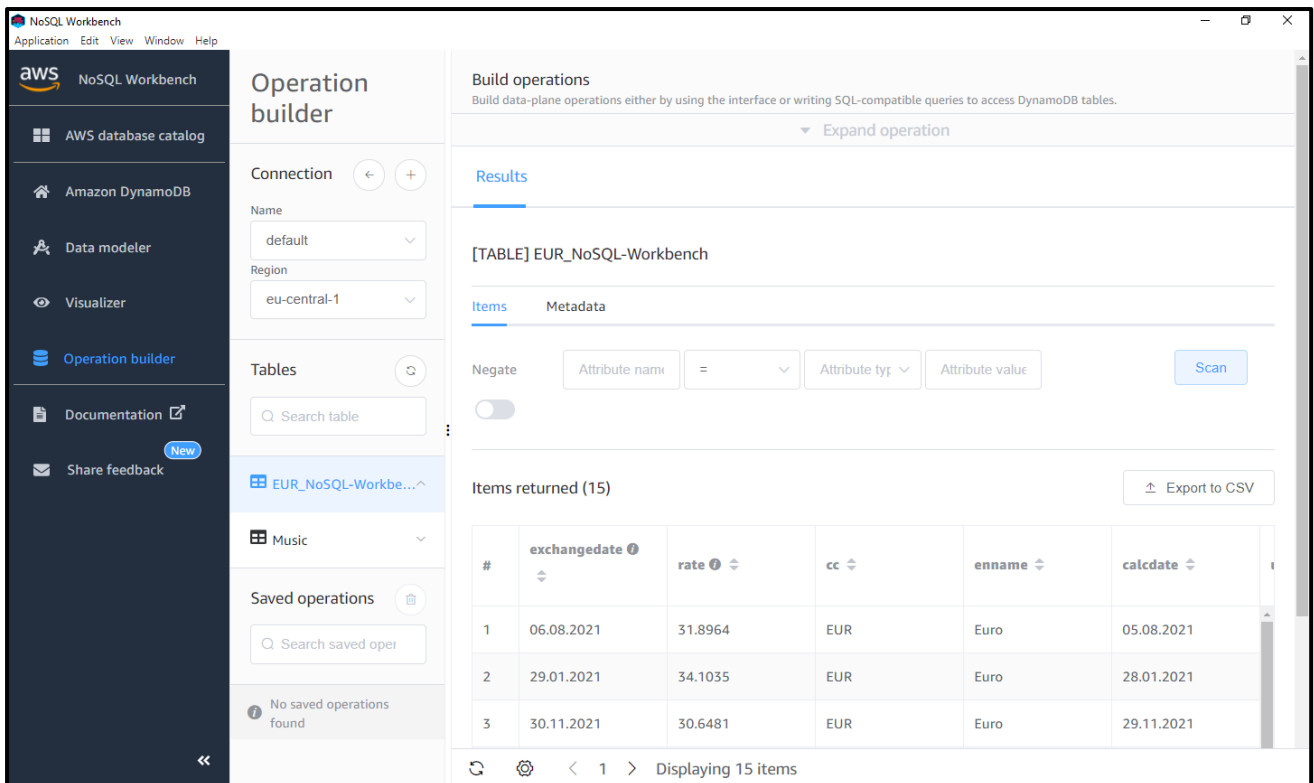 NoSQL Workbench
Application Edit View Window Help
aws NoSQL Workbench
AWS database catalog
Amazon DynamoDB
Data modeler
Visualizer
Operation builder
Documentation
New
Share feedback
Operation
builder
Connection
Name
default
Region
eu-central-1
Tables
Search table
EUR_NoSQL-Workbe...
Music
Saved operations
Search saved oper
No saved operations
found
Build operations
Build data-plane operations either by using the interface or writing SQL-compatible queries to access DynamoDB tables.
Expand operation
Results
[TABLE] EUR_NoSQL-Workbench
Items Metadata
Negate Attribute name = Attribute typ Attribute value Scan
Items returned (15) Export to CSV
# exchangedate rate cc enname calcdate
1 06.08.2021 31.8964 EUR Euro 05.08.2021
2 29.01.2021 34.1035 EUR Euro 28.01.2021
3 30.11.2021 30.6481 EUR Euro 29.11.2021
1 Displaying 15 items